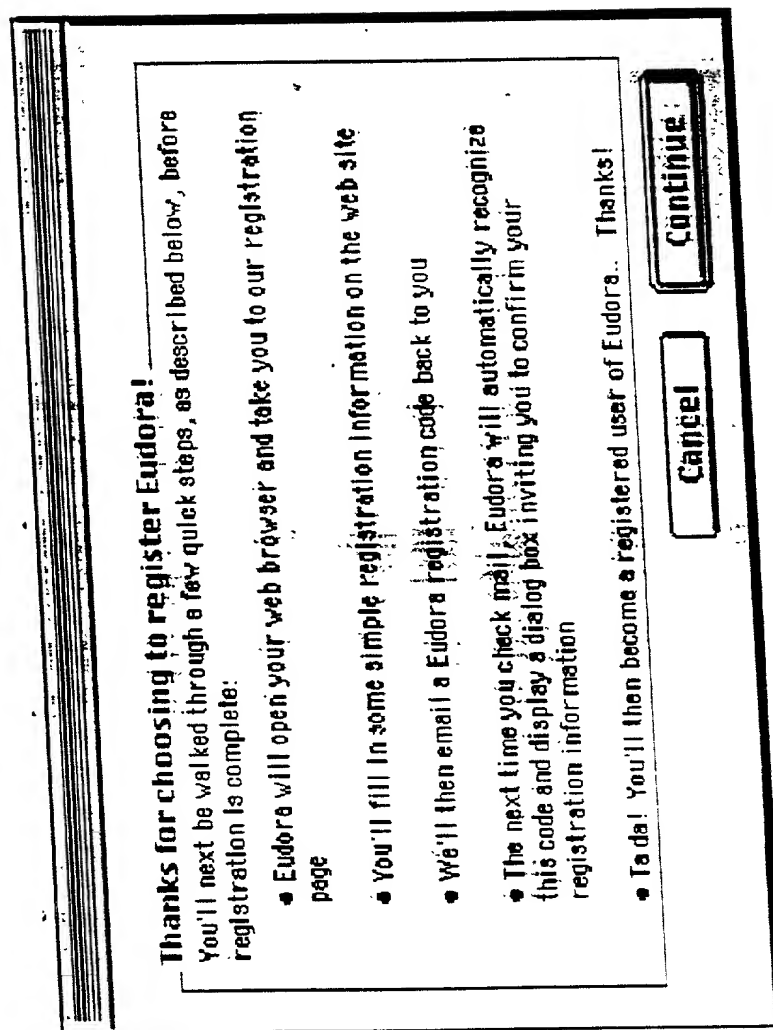 Thanks for choosing to register Eudora!
You'll next be walked through a few quick steps, as described below, before
registration is complete:
• Eudora will open your web browser and take you to our registration
page
• You'll fill in some simple registration information on the web site
• We'll then email a Eudora registration code back to you
• The next time you check mail, Eudora will automatically recognize
this code and display a dialog box inviting you to confirm your
registration information
• Ta da! You'll then become a registered user of Eudora.. Thanks!
Cancel
Continue